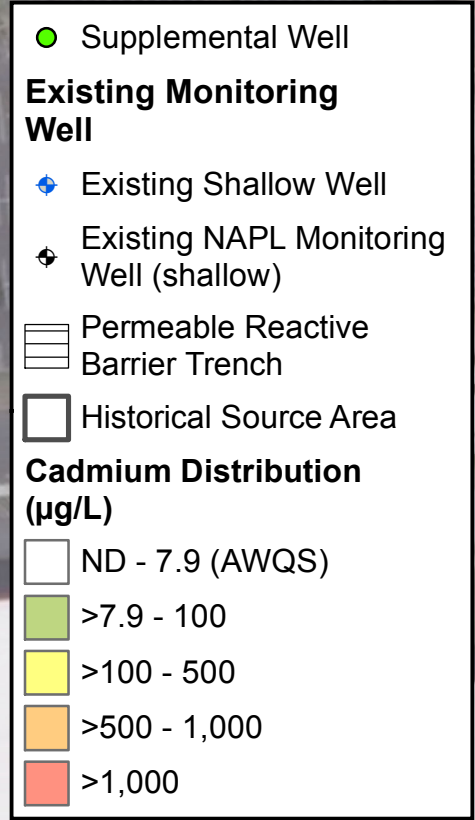 Supplemental Well
Existing Monitoring
Well
Existing Shallow Well
Existing NAPL Monitoring
Well (shallow)
Permeable Reactive
Barrier Trench
Historical Source Area
Cadmium Distribution
(µg/L)
ND - 7.9 (AWQS)
>7.9 - 100
>100 - 500
>500 - 1,000
>1,000